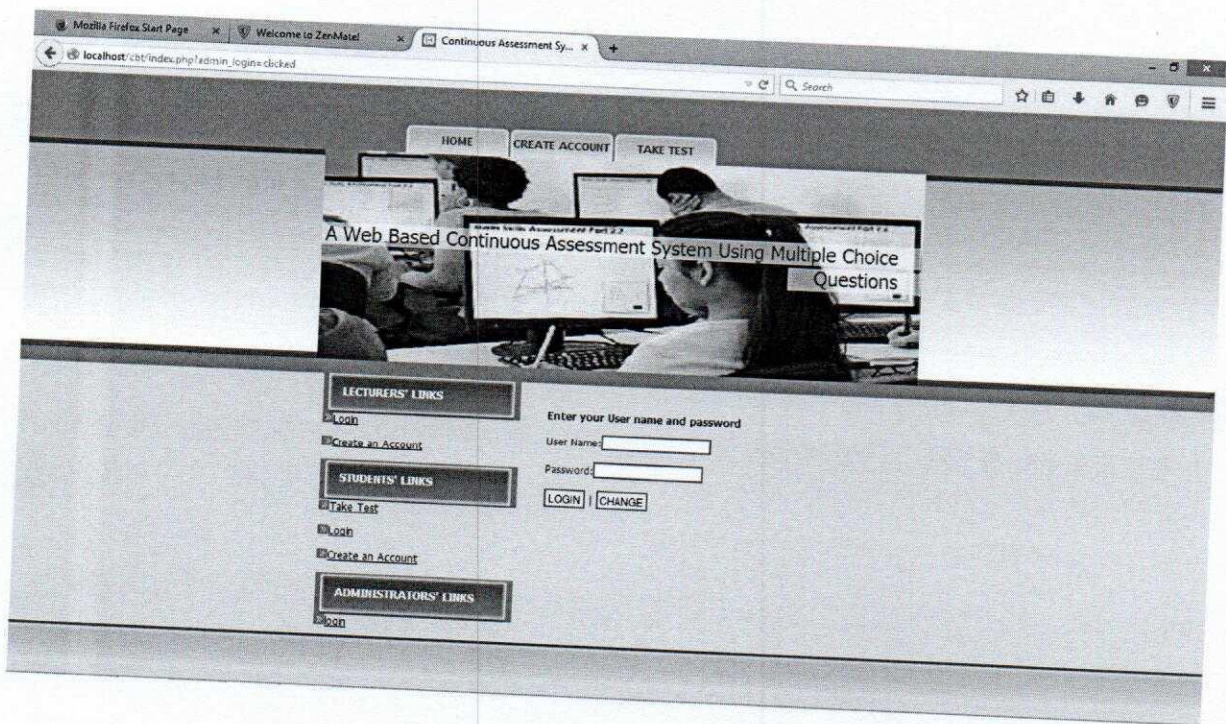 Mozilla Firefox Start Page × Welcome to ZenMate! × Continuous Assessment Sy... × +
localhost/cbt/index.php?admin_login=clicked
Search
HOME CREATE ACCOUNT TAKE TEST
A Web Based Continuous Assessment System Using Multiple Choice
Questions
LECTURERS' LINKS
Login
Create an Account
STUDENTS' LINKS
Take Test
Login
Create an Account
ADMINISTRATORS' LINKS
login
Enter your User name and password
User Name:
Password:
LOGIN | CHANGE